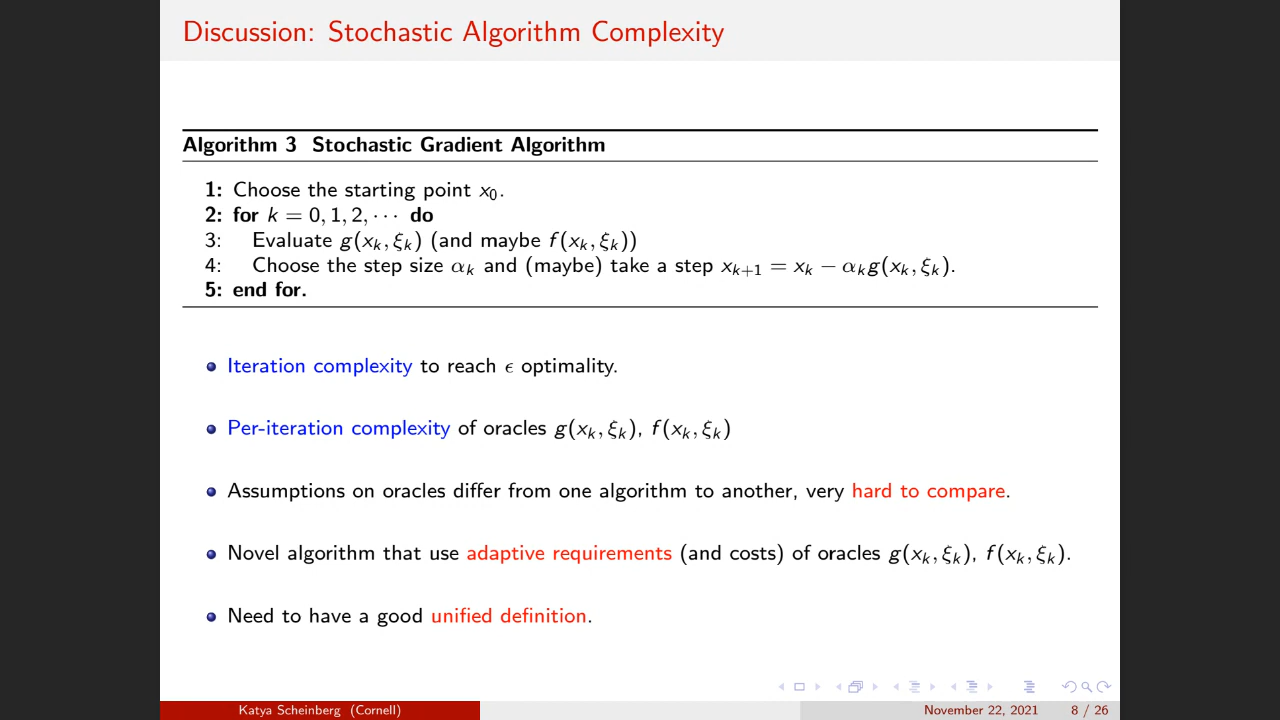 Discussion: Stochastic Algorithm Complexity
Algorithm 3 Stochastic Gradient Algorithm
1: Choose the starting point x₀.
2: for k = 0, 1, 2, ⋯ do
3: Evaluate g(xₖ, ξₖ) (and maybe f(xₖ, ξₖ))
4: Choose the step size αₖ and (maybe) take a step xₖ₊₁ = xₖ − αₖg(xₖ, ξₖ).
5: end for.
Iteration complexity to reach ϵ optimality.
Per-iteration complexity of oracles g(xₖ, ξₖ), f(xₖ, ξₖ)
Assumptions on oracles differ from one algorithm to another, very hard to compare.
Novel algorithm that use adaptive requirements (and costs) of oracles g(xₖ, ξₖ), f(xₖ, ξₖ).
Need to have a good unified definition.
Katya Scheinberg (Cornell) November 22, 2021 8 / 26